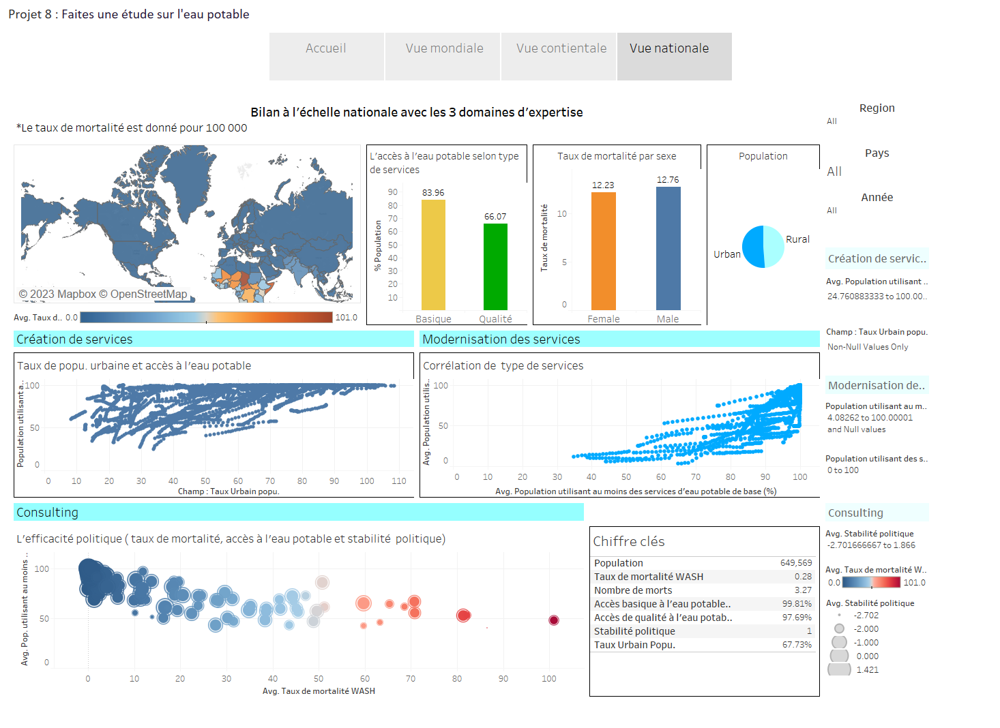 Projet 8 : Faites une étude sur l'eau potable
Accueil
Vue mondiale
Vue contientale
Vue nationale
Bilan à l'échelle nationale avec les 3 domaines d'expertise
*Le taux de mortalité est donné pour 100 000
© 2023 Mapbox © OpenStreetMap
Avg. Taux d.. 0.0
101.0
L'accès à l'eau potable selon type
de services
% Population
90
80
70
60
50
40
30
20
10
83.96
66.07
Basique
Qualité
Taux de mortalité par sexe
Taux de mortalité
10
5
0
12.23
12.76
Female
Male
Population
Urban
Rural
Region
All
Pays
All
Année
All
Création de servic..
Avg. Population utilisant ..
24.760883333 to 100.00..
Champ : Taux Urbain popu.
Non-Null Values Only
Modernisation de..
Population utilisant au m..
4.08262 to 100.00001
and Null values
Population utilisant des s..
0 to 100
Création de services
Taux de popu. urbaine et accès à l'eau potable
Population utilisant a..
100
50
0
0 10 20 30 40 50 60 70 80 90 100 110
Champ : Taux Urbain popu.
Modernisation des services
Corrélation de type de services
Avg. Population utilis..
100
50
0
0 10 20 30 40 50 60 70 80 90 100
Avg. Population utilisant au moins des services d'eau potable de base (%)
Consulting
L'efficacité politique ( taux de mortalité, accès à l'eau potable et stabilité politique)
Avg. Pop. utilisant au moins ..
100
50
0
0 10 20 30 40 50 60 70 80 90 100
Avg. Taux de mortalité WASH
Chiffre clés
Population 649,569
Taux de mortalité WASH 0.28
Nombre de morts 3.27
Accès basique à l'eau potable.. 99.81%
Accès de qualité à l'eau potab.. 97.69%
Stabilité politique 1
Taux Urbain Popu. 67.73%
Consulting
Avg. Stabilité politique
-2.701666667 to 1.866
Avg. Taux de mortalité W..
0.0 101.0
Avg. Stabilité politique
-2.702
-2.000
-1.000
0.000
1.421